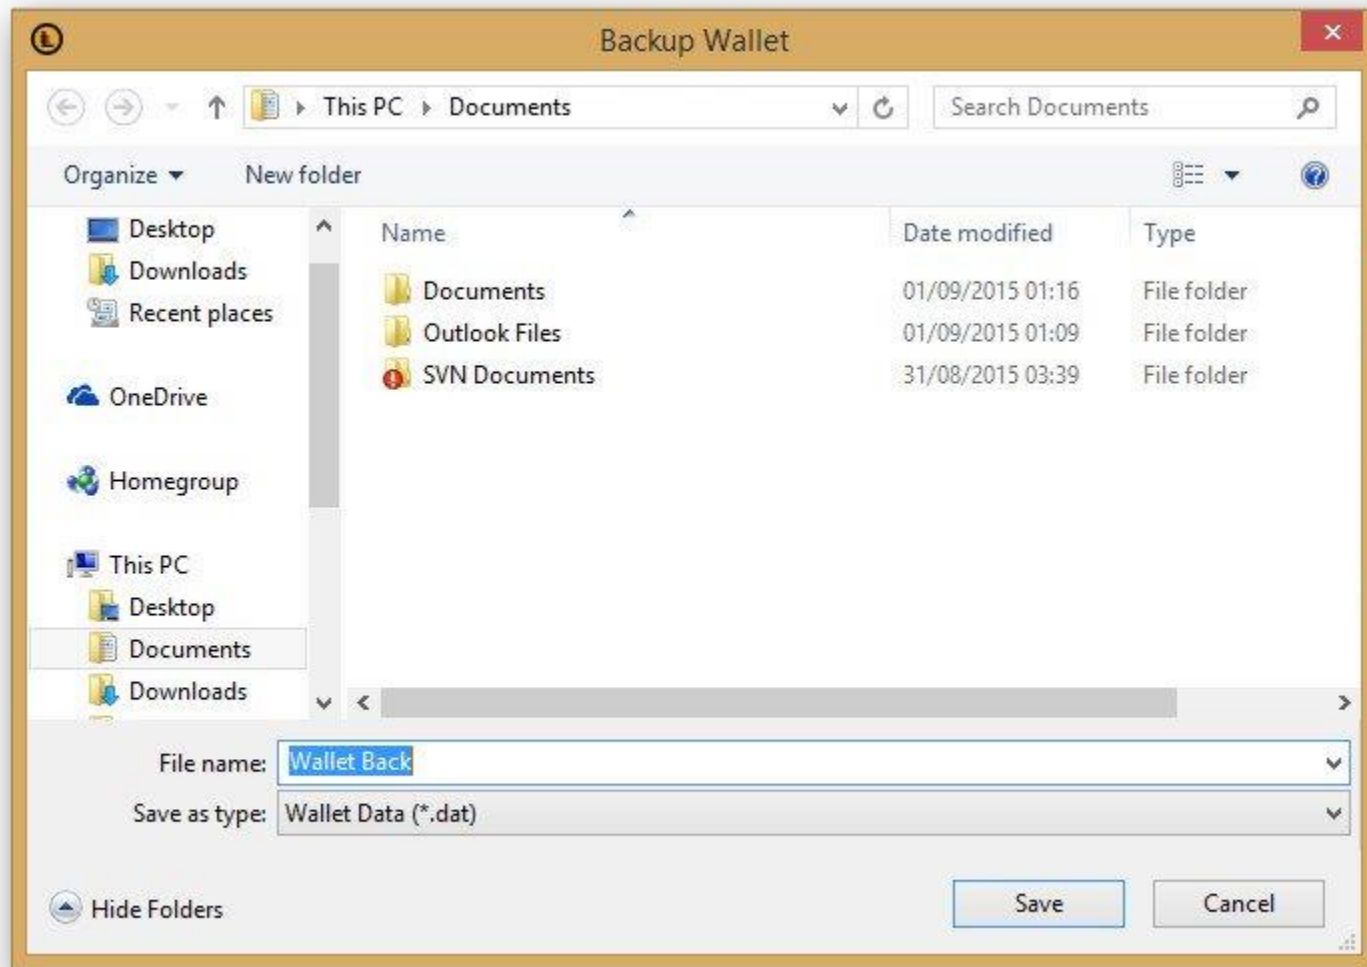 Backup Wallet
This PC Documents Search Documents
Organize New folder
Name Date modified Type
Desktop
Downloads
Recent places
OneDrive
Homegroup
This PC
Desktop
Documents
Downloads
Documents 01/09/2015 01:16 File folder
Outlook Files 01/09/2015 01:09 File folder
SVN Documents 31/08/2015 03:39 File folder
File name: Wallet Back
Save as type: Wallet Data (*.dat)
Hide Folders Save Cancel